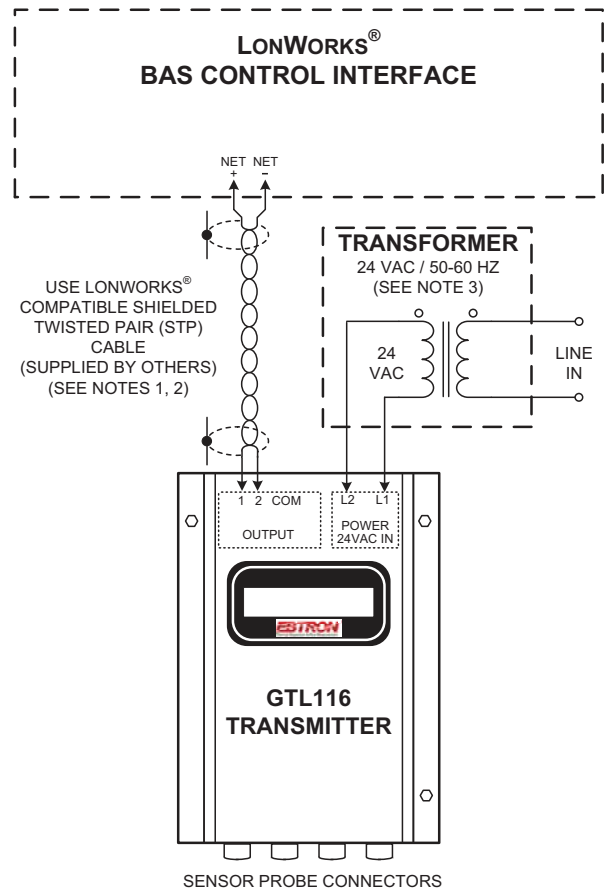 LONWORKS®
BAS CONTROL INTERFACE
NET NET
+ –
TRANSFORMER
24 VAC / 50-60 HZ
(SEE NOTE 3)
USE LONWORKS®
COMPATIBLE SHIELDED
TWISTED PAIR (STP)
CABLE
(SUPPLIED BY OTHERS)
(SEE NOTES 1, 2)
24
VAC
LINE
IN
1 2 COM
OUTPUT
L2 L1
POWER
24VAC IN
EBTRON
GTL116
TRANSMITTER
SENSOR PROBE CONNECTORS